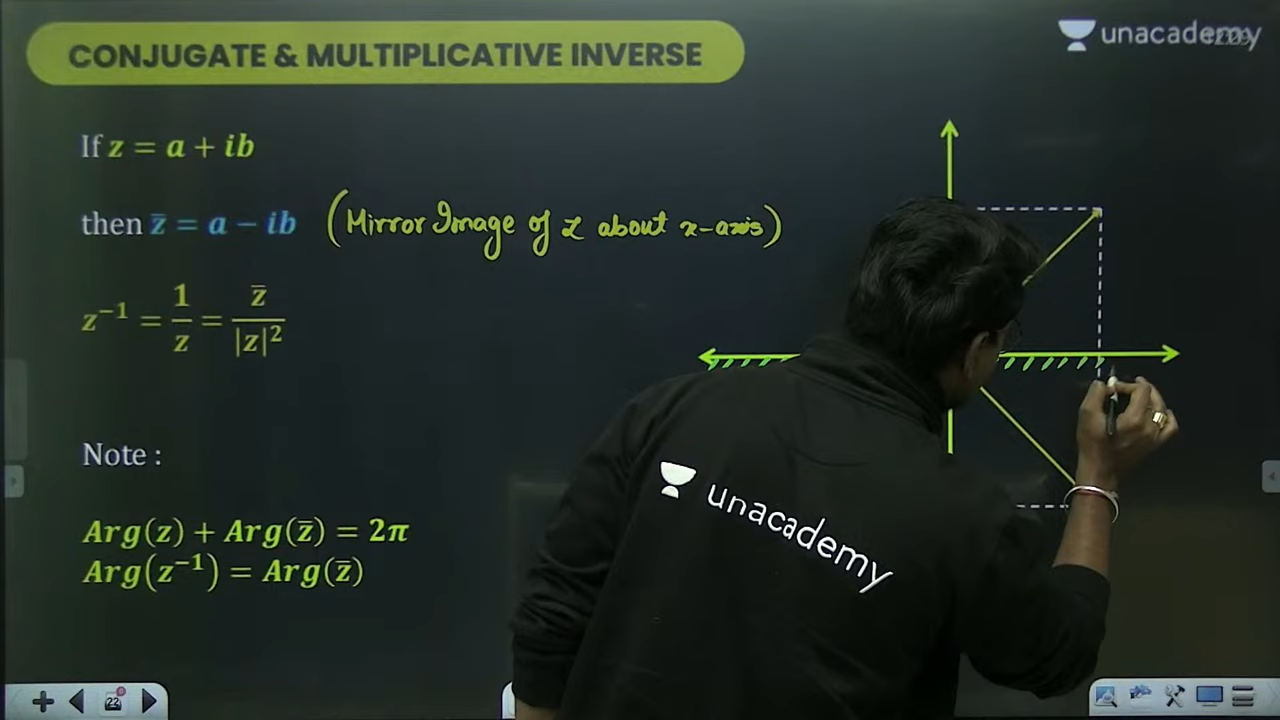 CONJUGATE & MULTIPLICATIVE INVERSE
unacademy
If z = a + ib
then z̄ = a − ib (Mirror Image of z about x-axis)
z⁻¹ = 1/z = z̄/|z|²
Note :
Arg(z) + Arg(z̄) = 2π
Arg(z⁻¹) = Arg(z̄)
unacademy
22